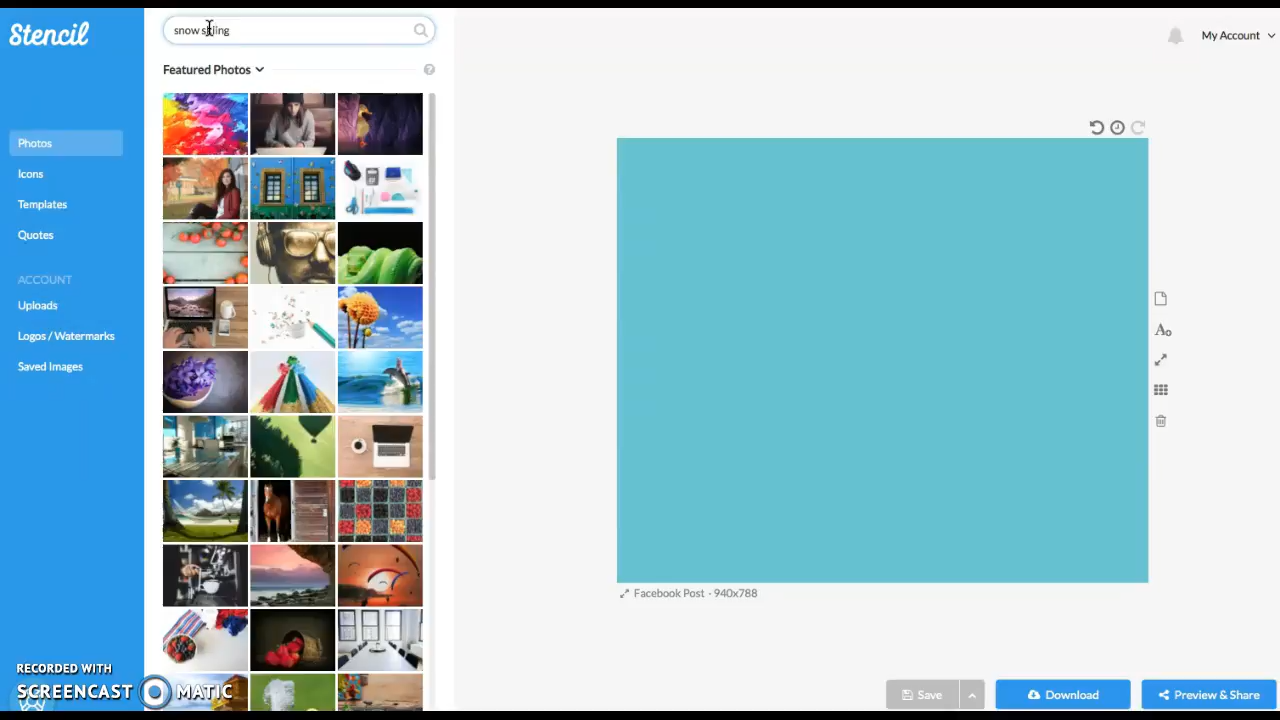 Stencil
snow skiing
My Account
Featured Photos
Photos
Icons
Templates
Quotes
ACCOUNT
Uploads
Logos / Watermarks
Saved Images
Facebook Post - 940x788
RECORDED WITH
SCREENCAST MATIC
Save
Download
Preview & Share